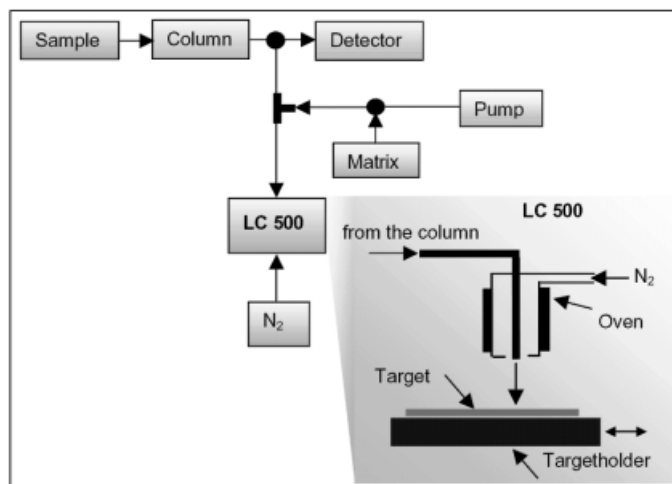 Sample
Column
Detector
Pump
Matrix
LC 500
N₂
LC 500
from the column
N₂
Oven
Target
Targetholder